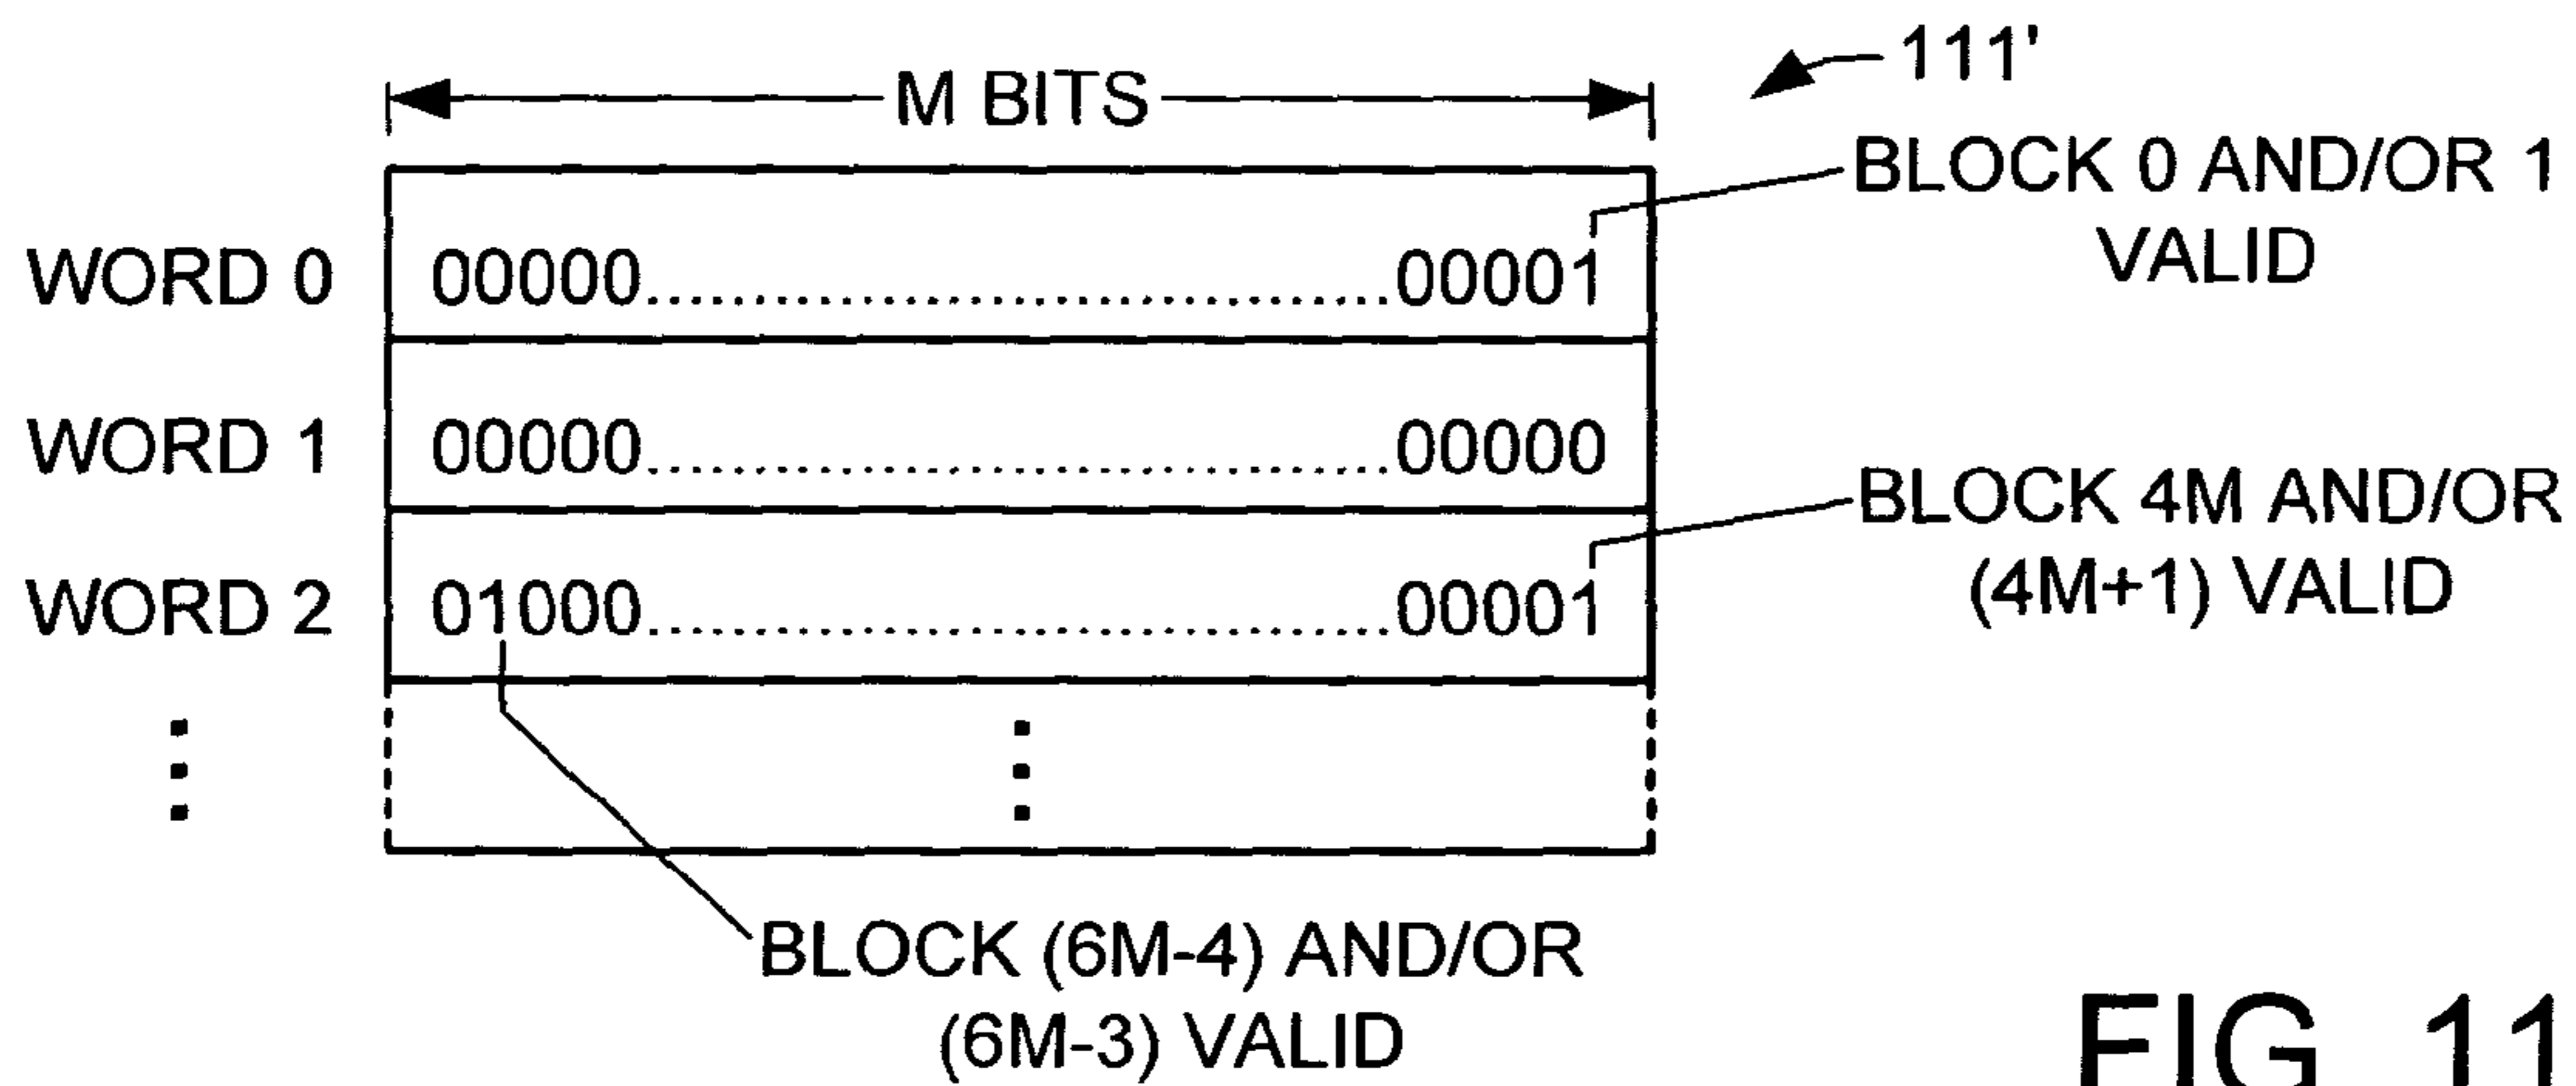 111'
M BITS
BLOCK 0 AND/OR 1
VALID
WORD 0 00000..................................00001
WORD 1 00000..................................00000
BLOCK 4M AND/OR
(4M+1) VALID
WORD 2 01000..................................00001
BLOCK (6M-4) AND/OR
(6M-3) VALID
FIG. 11